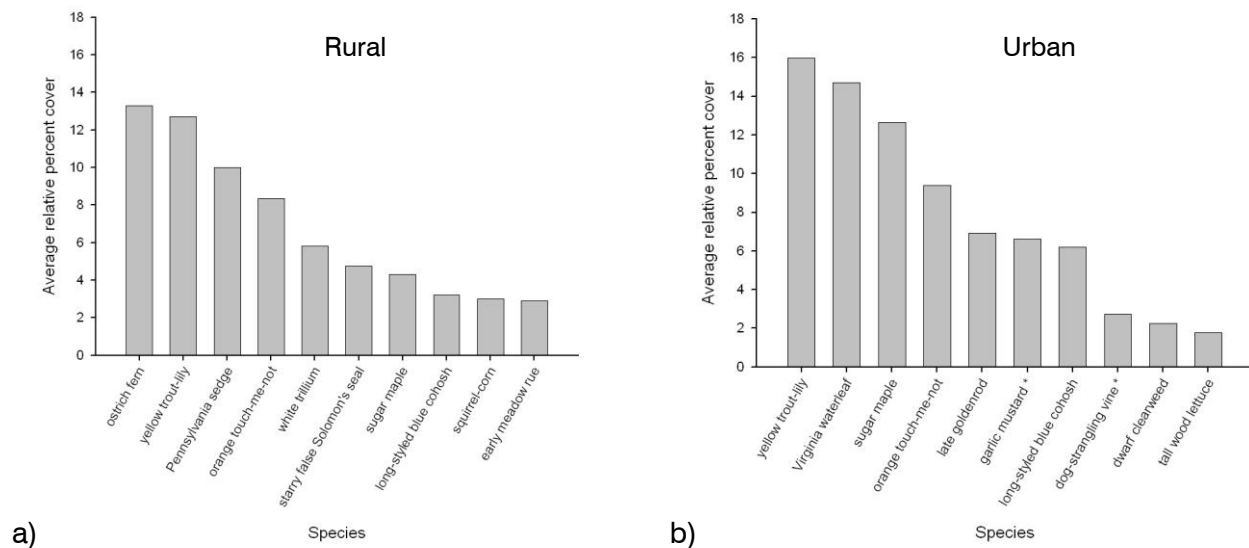 Rural
Average relative percent cover
18
16
14
12
10
8
6
4
2
0
ostrich fern
yellow trout-lily
Pennsylvania sedge
orange touch-me-not
white trillium
starry false Solomon's seal
sugar maple
long-styled blue cohosh
squirrel-corn
early meadow rue
Species
a)
Urban
Average relative percent cover
18
16
14
12
10
8
6
4
2
0
yellow trout-lily
Virginia waterleaf
sugar maple
orange touch-me-not
late goldenrod
garlic mustard *
long-styled blue cohosh
dog-strangling vine *
dwarf clearweed
tall wood lettuce
Species
b)